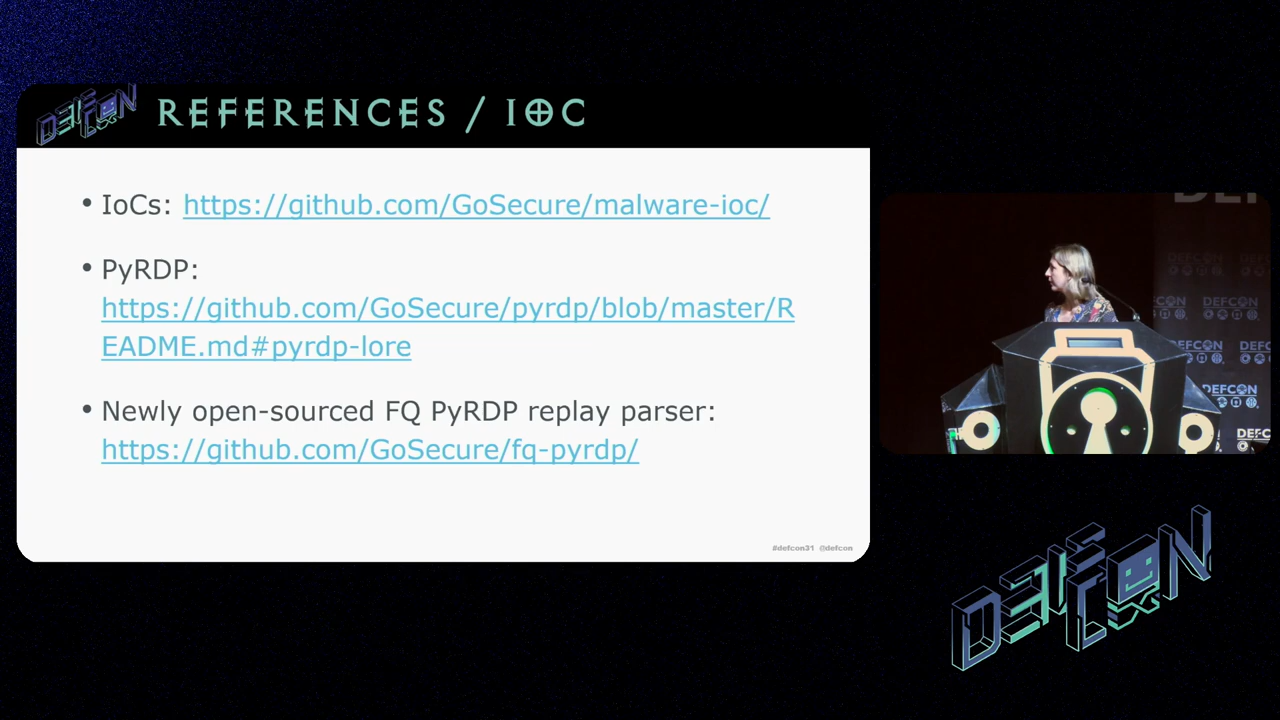 REFERENCES / IOC
• IoCs: https://github.com/GoSecure/malware-ioc/
• PyRDP:
https://github.com/GoSecure/pyrdp/blob/master/R
EADME.md#pyrdp-lore
• Newly open-sourced FQ PyRDP replay parser:
https://github.com/GoSecure/fq-pyrdp/
#defcon31 @defcon
DEFCON
DEFCON
DEFCON
DEFCON